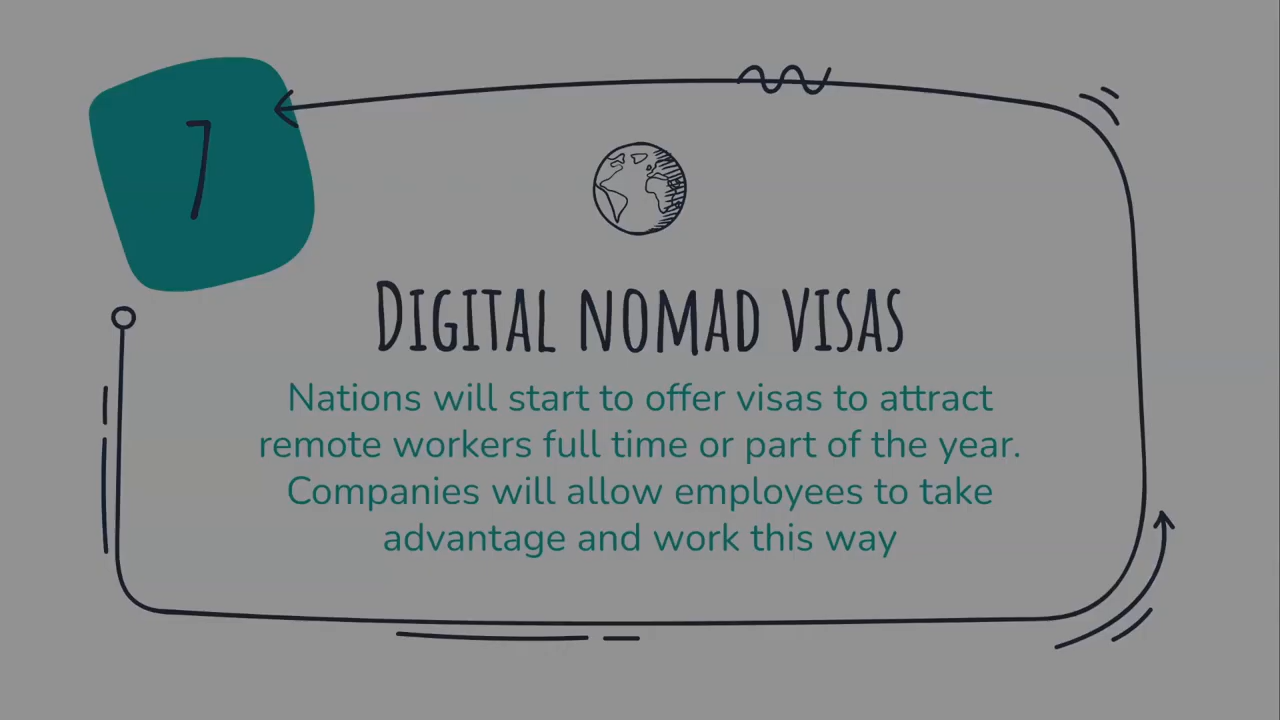 7
Digital nomad visas
Nations will start to offer visas to attract
remote workers full time or part of the year.
Companies will allow employees to take
advantage and work this way